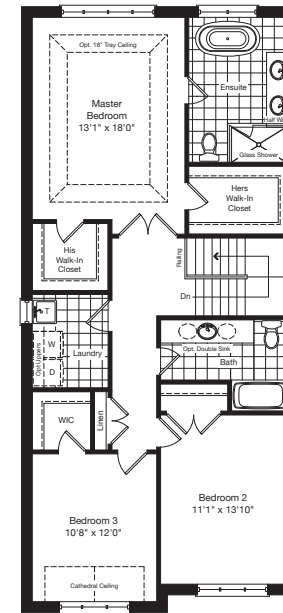 Opt. 18" Tray Ceiling
Master
Bedroom
13'1" x 18'0"
Ensuite
Half Wa
Glass Shower
Hers
Walk-In
Closet
His
Walk-In
Closet
Railing
Dn
T
W
D
Opt Uppers
Laundry
Opt. Double Sink
Bath
WIC
Linen
Bedroom 2
11'1" x 13'10"
Bedroom 3
10'8" x 12'0"
Cathedral Ceiling